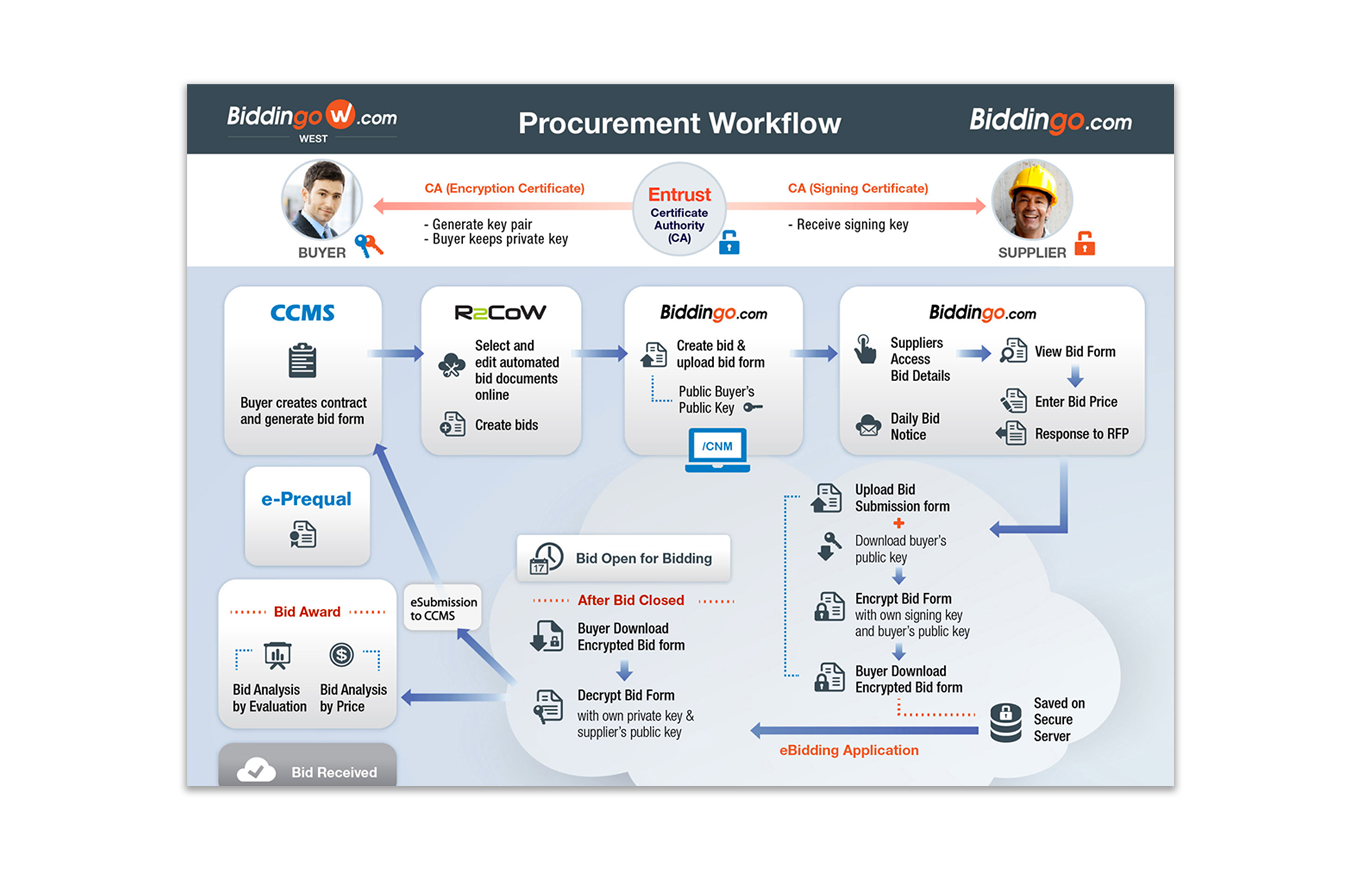 Biddingo W .com
WEST
Procurement Workflow
Biddingo.com
CA (Encryption Certificate)
- Generate key pair
- Buyer keeps private key
BUYER
Entrust
Certificate
Authority
(CA)
CA (Signing Certificate)
- Receive signing key
SUPPLIER
CCMS
Buyer creates contract
and generate bid form
R2CoW
Select and
edit automated
bid documents
online
Create bids
Biddingo.com
Create bid &
upload bid form
Public Buyer's
Public Key
/CNM
Biddingo.com
Suppliers
Access
Bid Details
Daily Bid
Notice
View Bid Form
Enter Bid Price
Response to RFP
e-Prequal
Upload Bid
Submission form
+
Download buyer's
public key
Encrypt Bid Form
with own signing key
and buyer's public key
Buyer Download
Encrypted Bid form
Saved on
Secure
Server
eBidding Application
17
Bid Open for Bidding
After Bid Closed
Buyer Download
Encrypted Bid form
Decrypt Bid Form
with own private key &
supplier's public key
eSubmission
to CCMS
Bid Award
$
Bid Analysis
by Evaluation
Bid Analysis
by Price
Bid Received